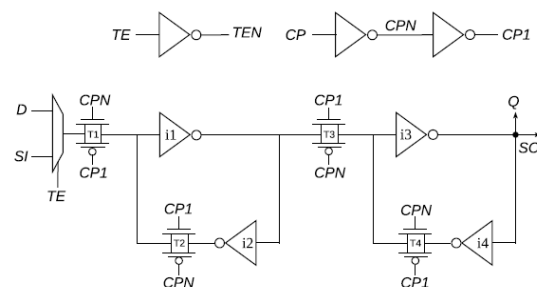 TE TEN CP CPN CP1
CPN CP1
D T1 i1 T3 i3 Q
SI CP1 CPN SO
TE CP1 CPN
T2 i2 T4 i4
CPN CP1